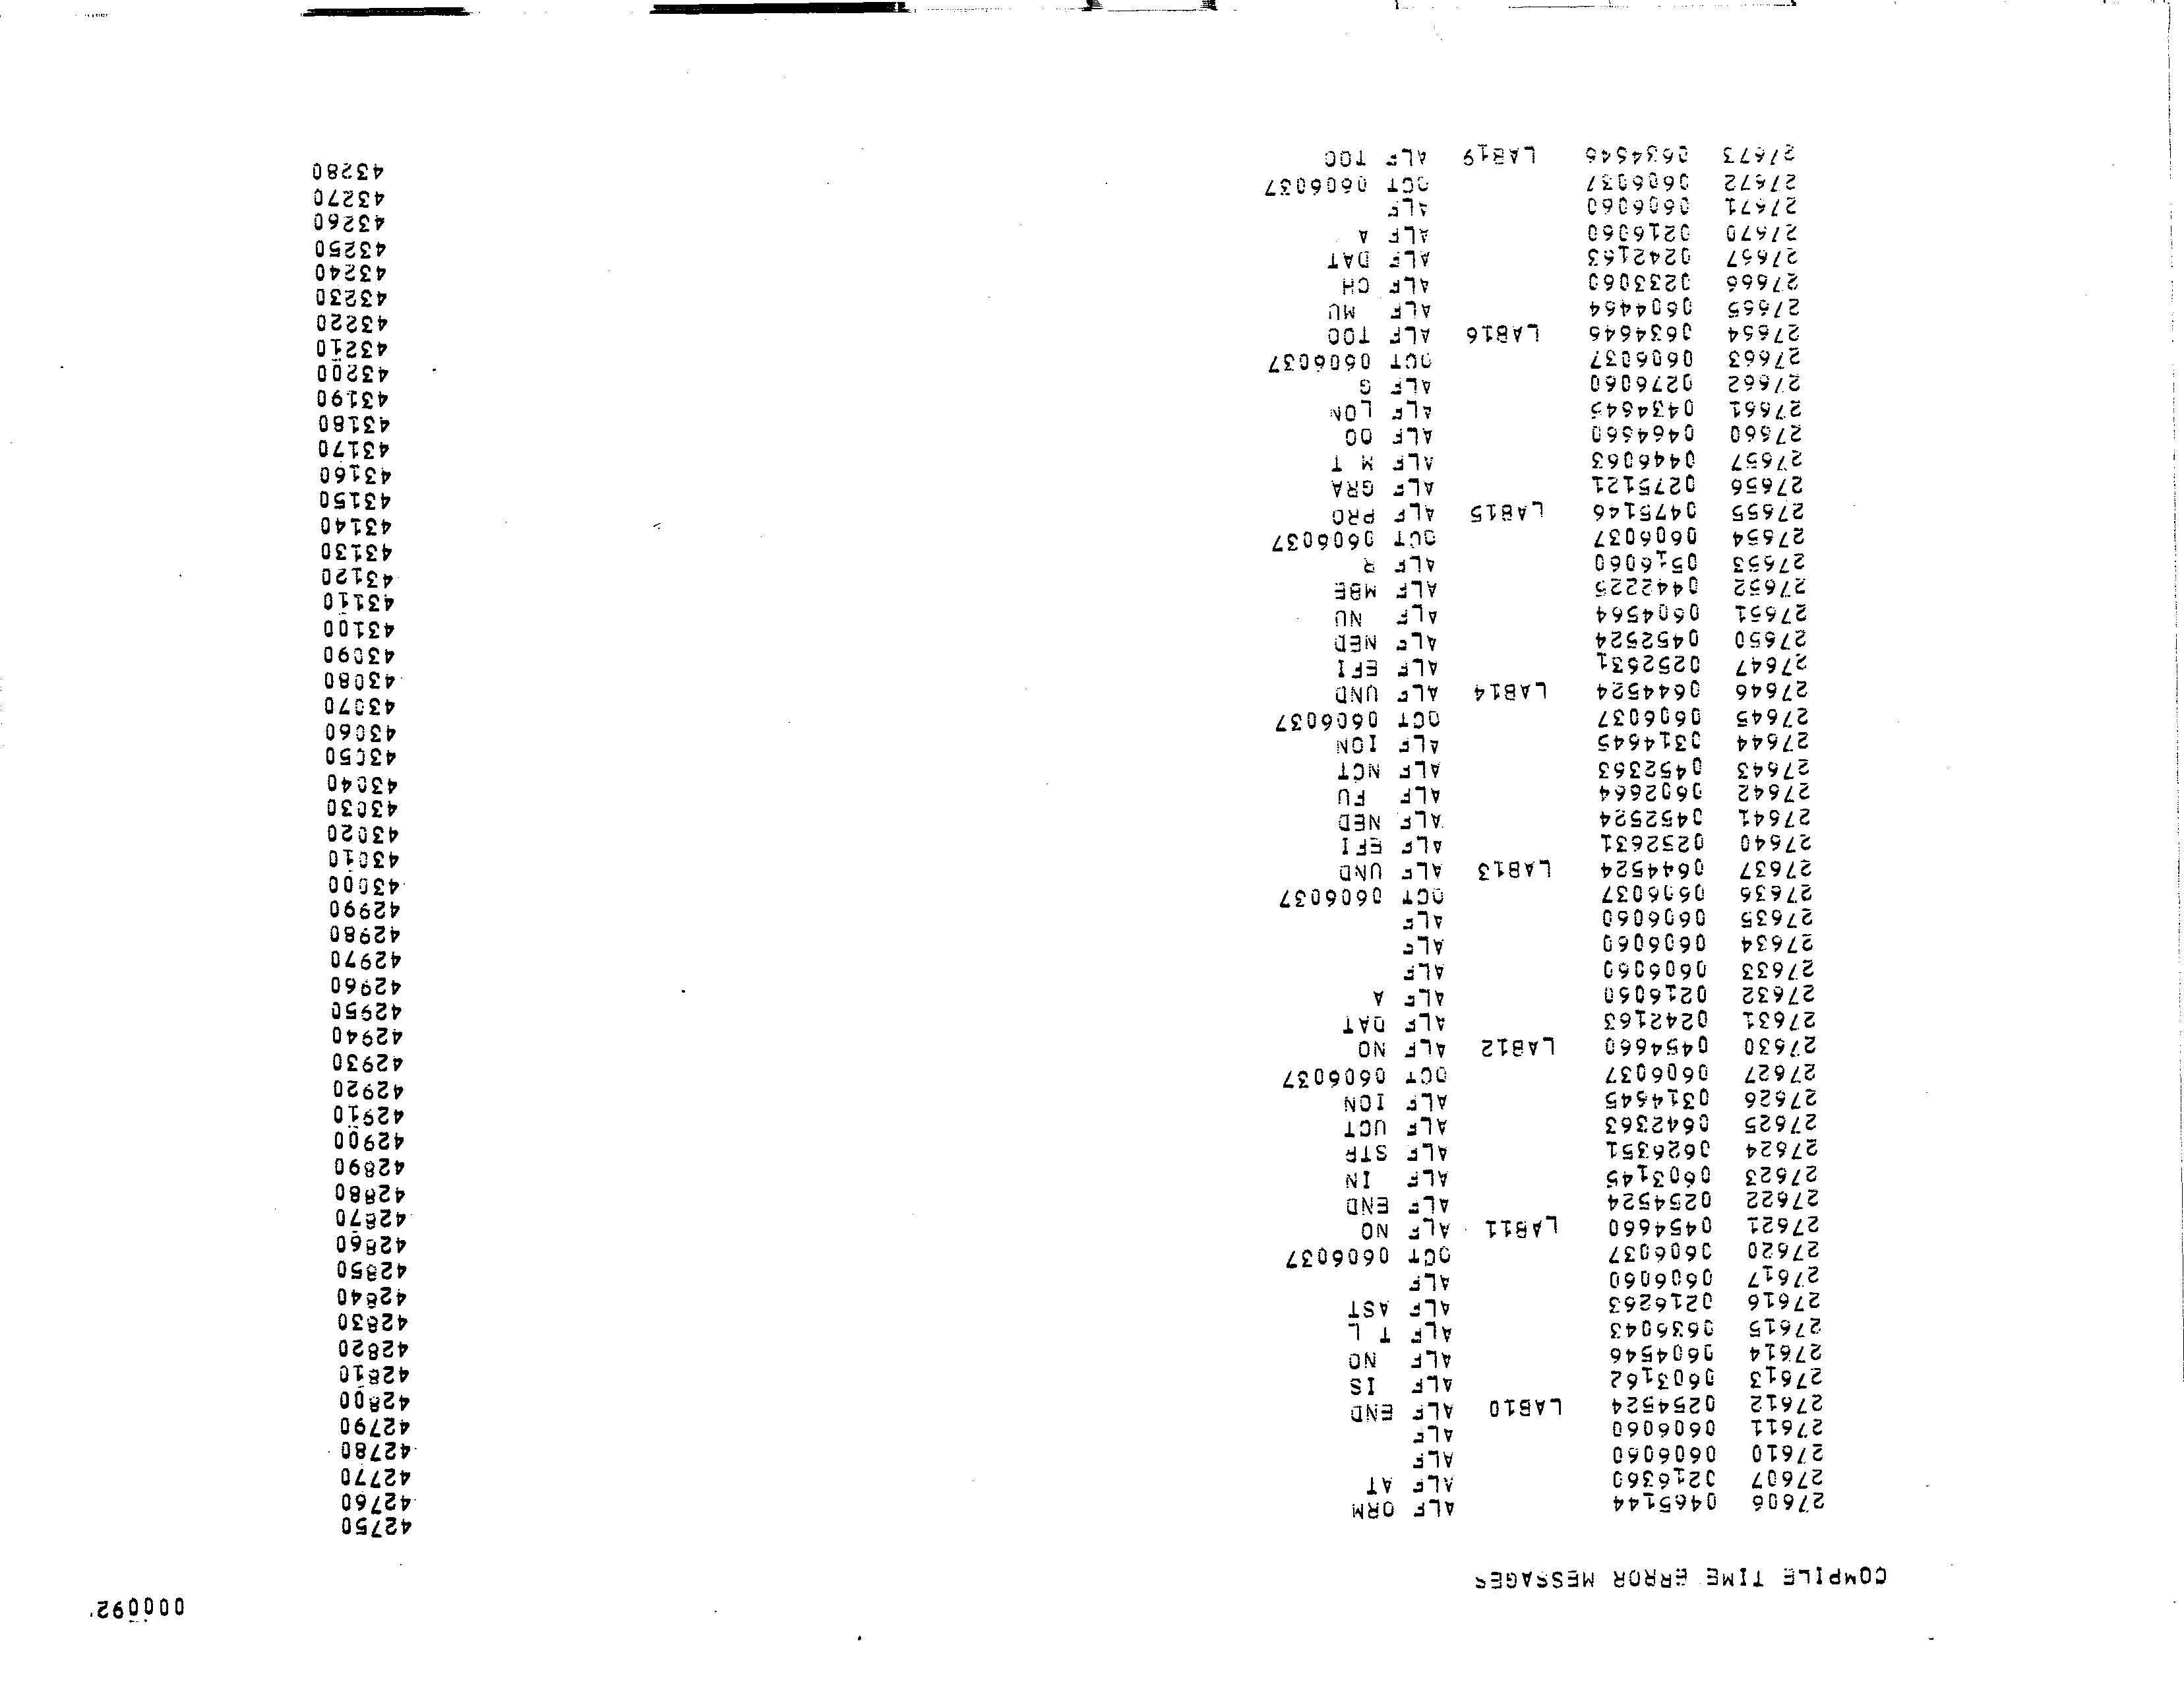 COMPILE TIME ERROR MESSAGES 000092
27606 0465144 ALF ORM 42750
27607 0216360 ALF AT 42760
27610 0606060 ALF 42770
27611 0606060 ALF 42780
27612 0254524 LAB10 ALF END 42790
27613 0603162 ALF IS 42800
27614 0604546 ALF NO 42810
27615 0636043 ALF T L 42820
27616 0216263 ALF AST 42830
27617 0606060 ALF 42840
27620 0606037 OCT 0606037 42850
27621 0454660 LAB11 ALF NO 42860
27622 0254524 ALF END 42870
27623 0603145 ALF IN 42880
27624 0626351 ALF STR 42890
27625 0642363 ALF UCT 42900
27626 0314645 ALF ION 42910
27627 0606037 OCT 0606037 42920
27630 0454660 LAB12 ALF NO 42930
27631 0242163 ALF DAT 42940
27632 0216060 ALF A 42950
27633 0606060 ALF 42960
27634 0606060 ALF 42970
27635 0606060 ALF 42980
27636 0606037 OCT 0606037 42990
27637 0644524 LAB13 ALF UND 43000
27640 0252631 ALF EFI 43010
27641 0452524 ALF NED 43020
27642 0602664 ALF FU 43030
27643 0452363 ALF NCT 43040
27644 0314645 ALF ION 43050
27645 0606037 OCT 0606037 43060
27646 0644524 LAB14 ALF UND 43070
27647 0252631 ALF EFI 43080
27650 0452524 ALF NED 43090
27651 0604564 ALF NU 43100
27652 0442225 ALF MBE 43110
27653 0516060 ALF R 43120
27654 0606037 OCT 0606037 43130
27655 0475146 LAB15 ALF PRO 43140
27656 0275121 ALF GRA 43150
27657 0446063 ALF M T 43160
27660 0464660 ALF OO 43170
27661 0434645 ALF LON 43180
27662 0276060 ALF G 43190
27663 0606037 OCT 0606037 43200
27664 0634646 LAB16 ALF TOO 43210
27665 0604464 ALF MU 43220
27666 0233060 ALF CH 43230
27667 0242163 ALF DAT 43240
27670 0216060 ALF A 43250
27671 0606060 ALF 43260
27672 0606037 OCT 0606037 43270
27673 0634646 LAB19 ALF TOO 43280